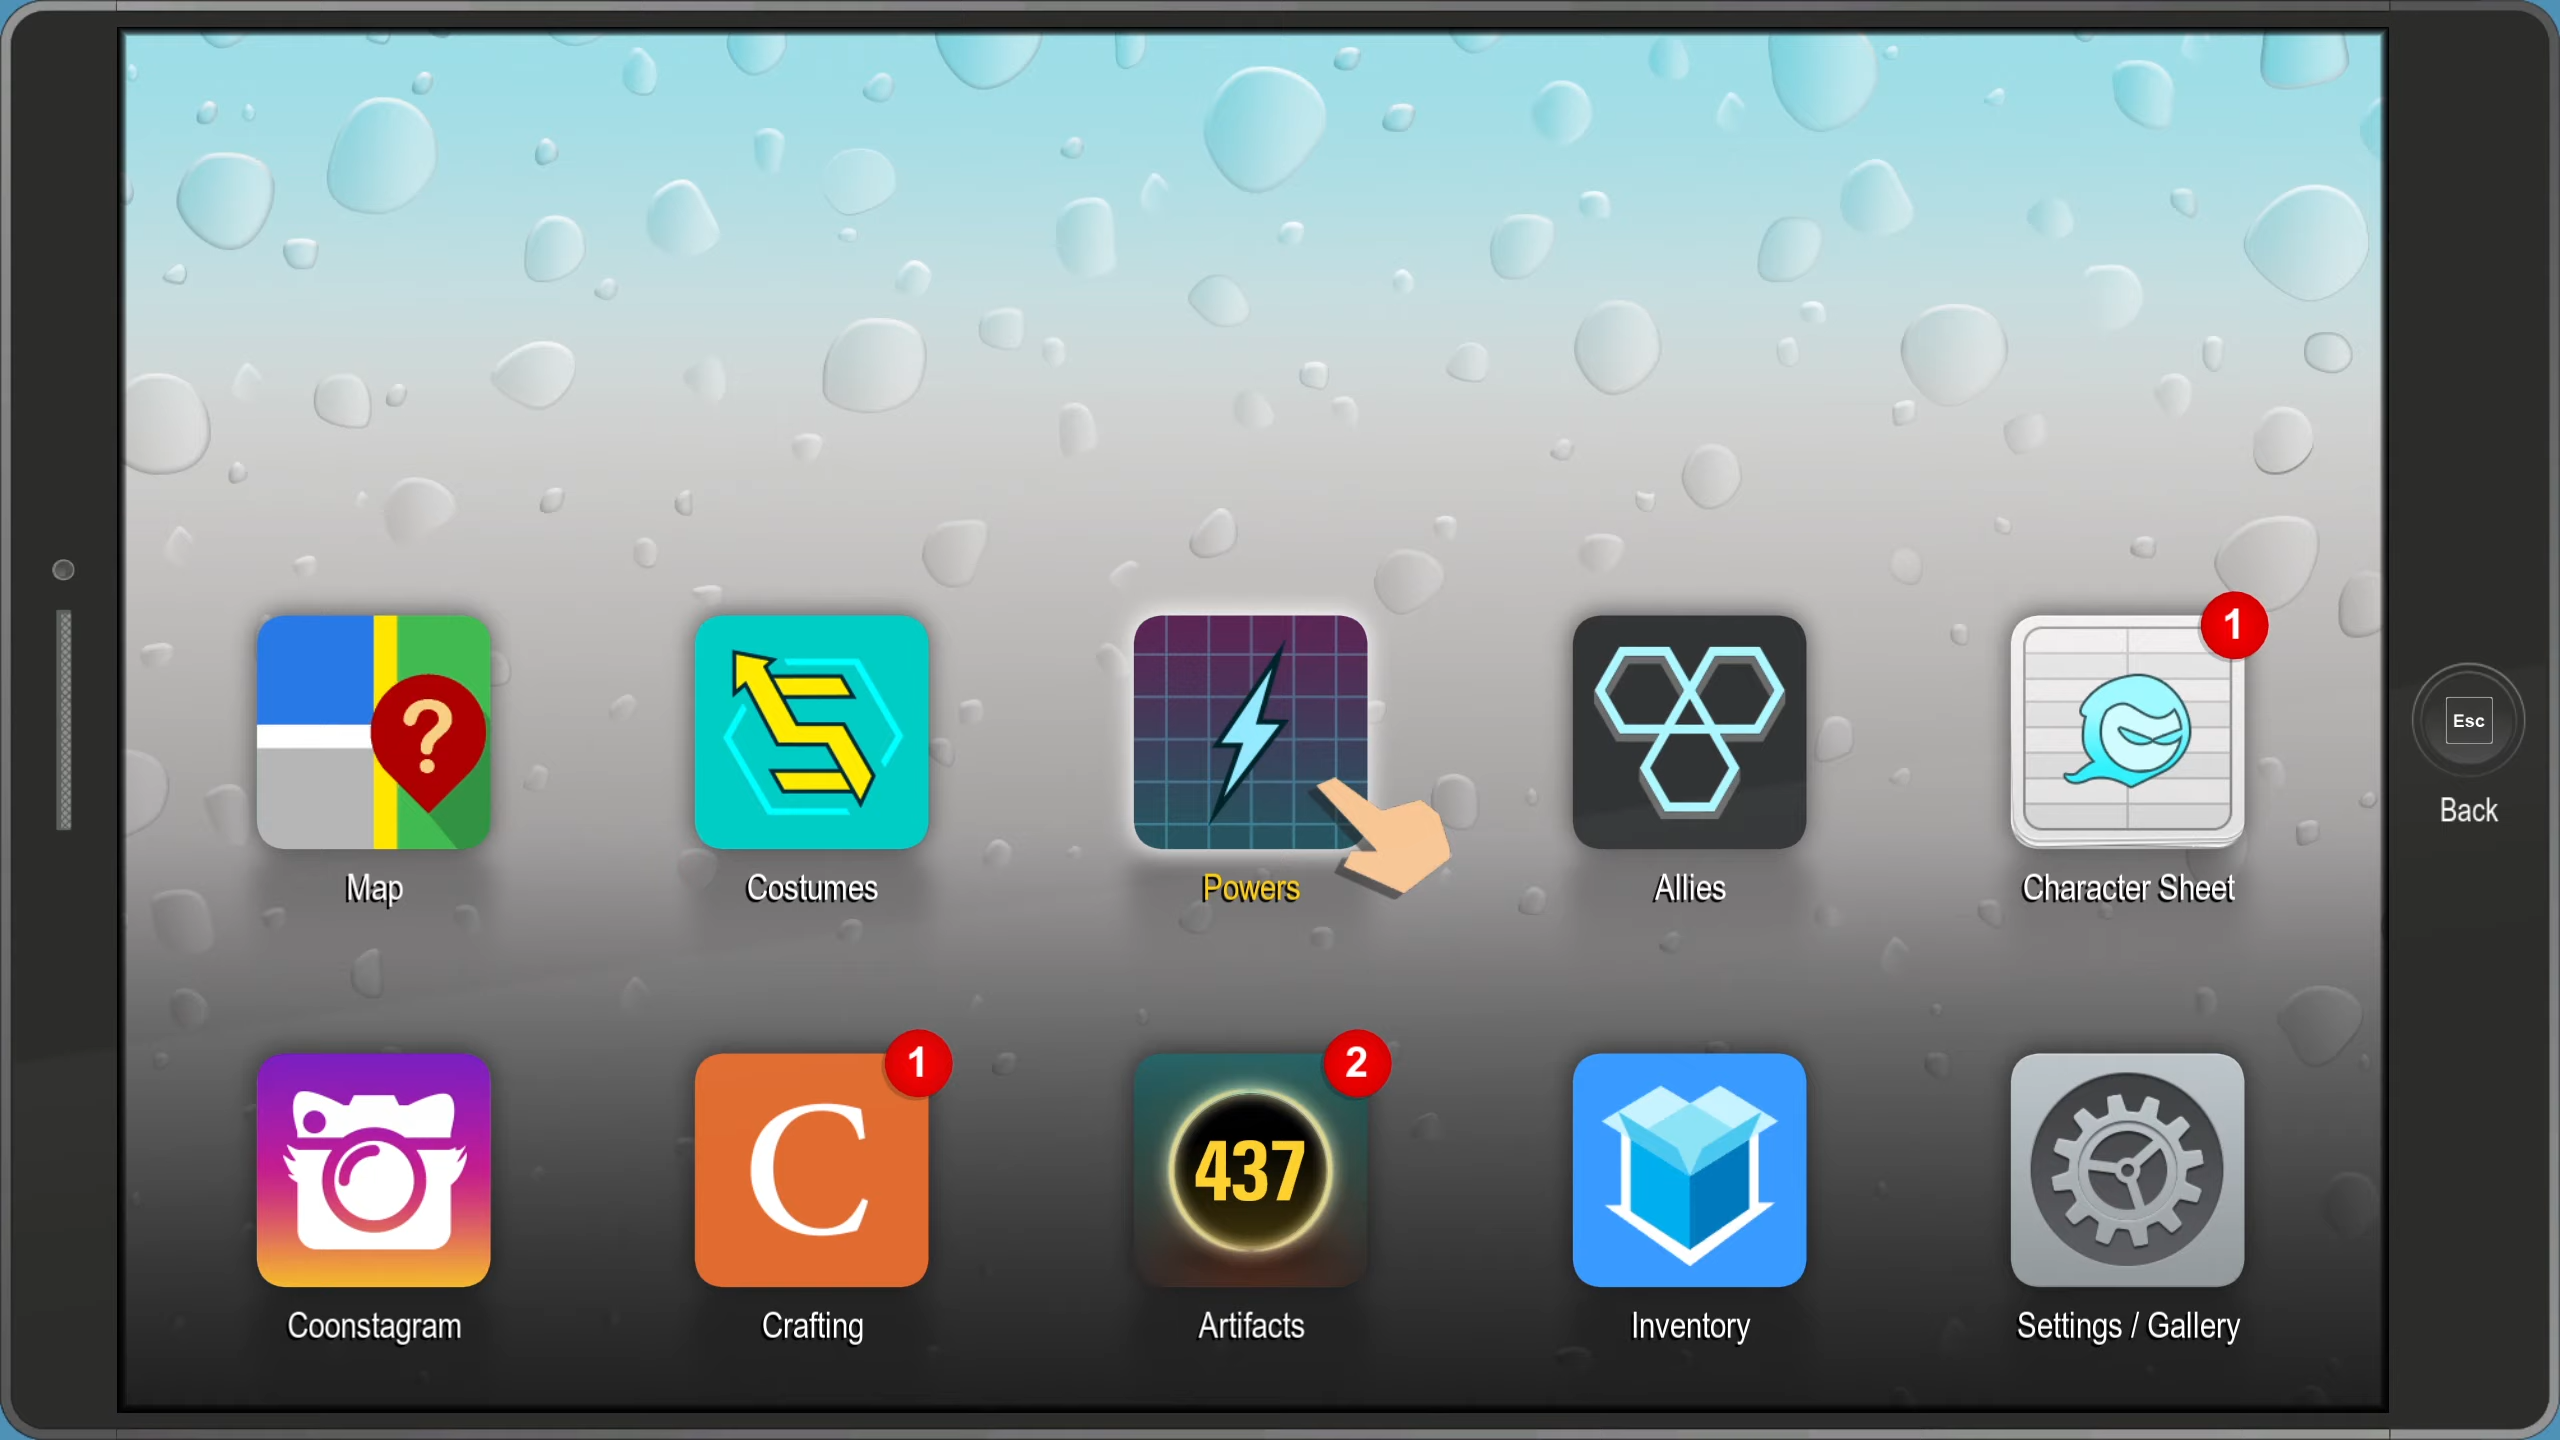 1
?
Esc
Back
Map
Costumes
Powers
Allies
Character Sheet
1
2
C
437
Coonstagram
Crafting
Artifacts
Inventory
Settings / Gallery